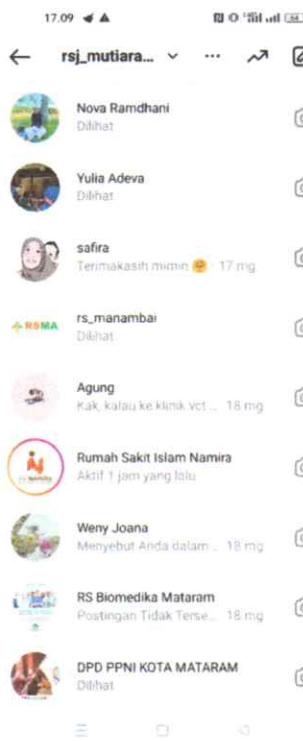 17.09
rsj_mutiara...
Nova Ramdhani
Dilihat
Yulia Adeva
Dilihat
safira
Terimakasih mimin 🤗 · 17 mg
RSMA
rs_manambai
Dilihat
Agung
Kak, kalau ke klinik vct ... 18 mg
Rumah Sakit Islam Namira
Aktif 1 jam yang lalu
Weny Joana
Menyebut Anda dalam ... 18 mg
RS Biomedika Mataram
Postingan Tidak Terse... 18 mg
DPD PPNI KOTA MATARAM
Dilihat